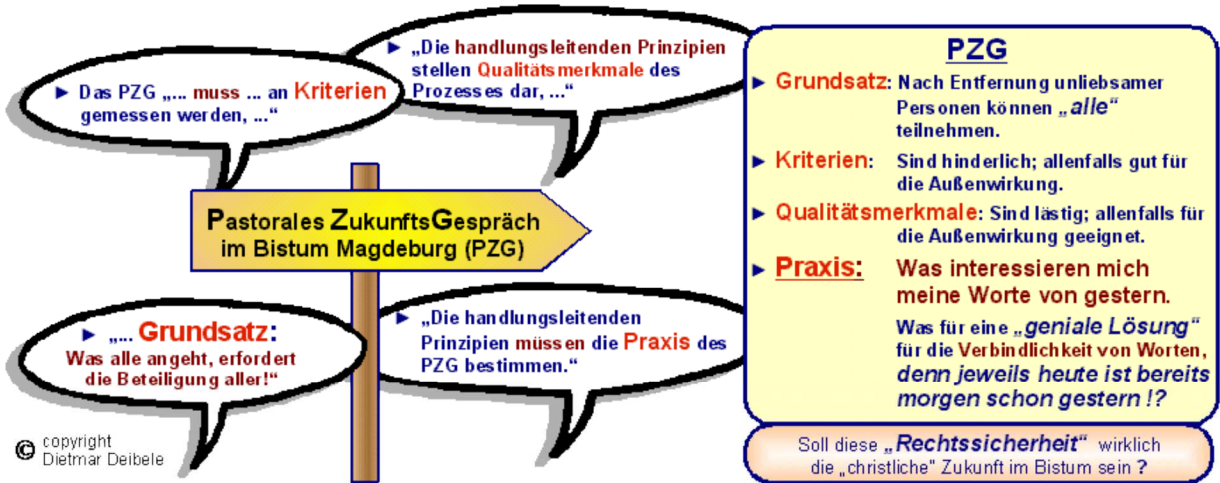 ► „Die handlungsleitenden Prinzipien
stellen Qualitätsmerkmale des
Prozesses dar, ...“
► Das PZG „... muss ... an Kriterien
gemessen werden, ...“
Pastorales ZukunftsGespräch
im Bistum Magdeburg (PZG)
► „... Grundsatz:
Was alle angeht, erfordert
die Beteiligung aller!“
► „Die handlungsleitenden
Prinzipien müssen die Praxis des
PZG bestimmen.“
© copyright
Dietmar Deibele
PZG
► Grundsatz: Nach Entfernung unliebsamer
Personen können „alle“
teilnehmen.
► Kriterien: Sind hinderlich; allenfalls gut für
die Außenwirkung.
► Qualitätsmerkmale: Sind lästig; allenfalls für
die Außenwirkung geeignet.
► Praxis: Was interessieren mich
meine Worte von gestern.
Was für eine „geniale Lösung“
für die Verbindlichkeit von Worten,
denn jeweils heute ist bereits
morgen schon gestern !?
Soll diese „Rechtssicherheit“ wirklich
die „christliche“ Zukunft im Bistum sein ?